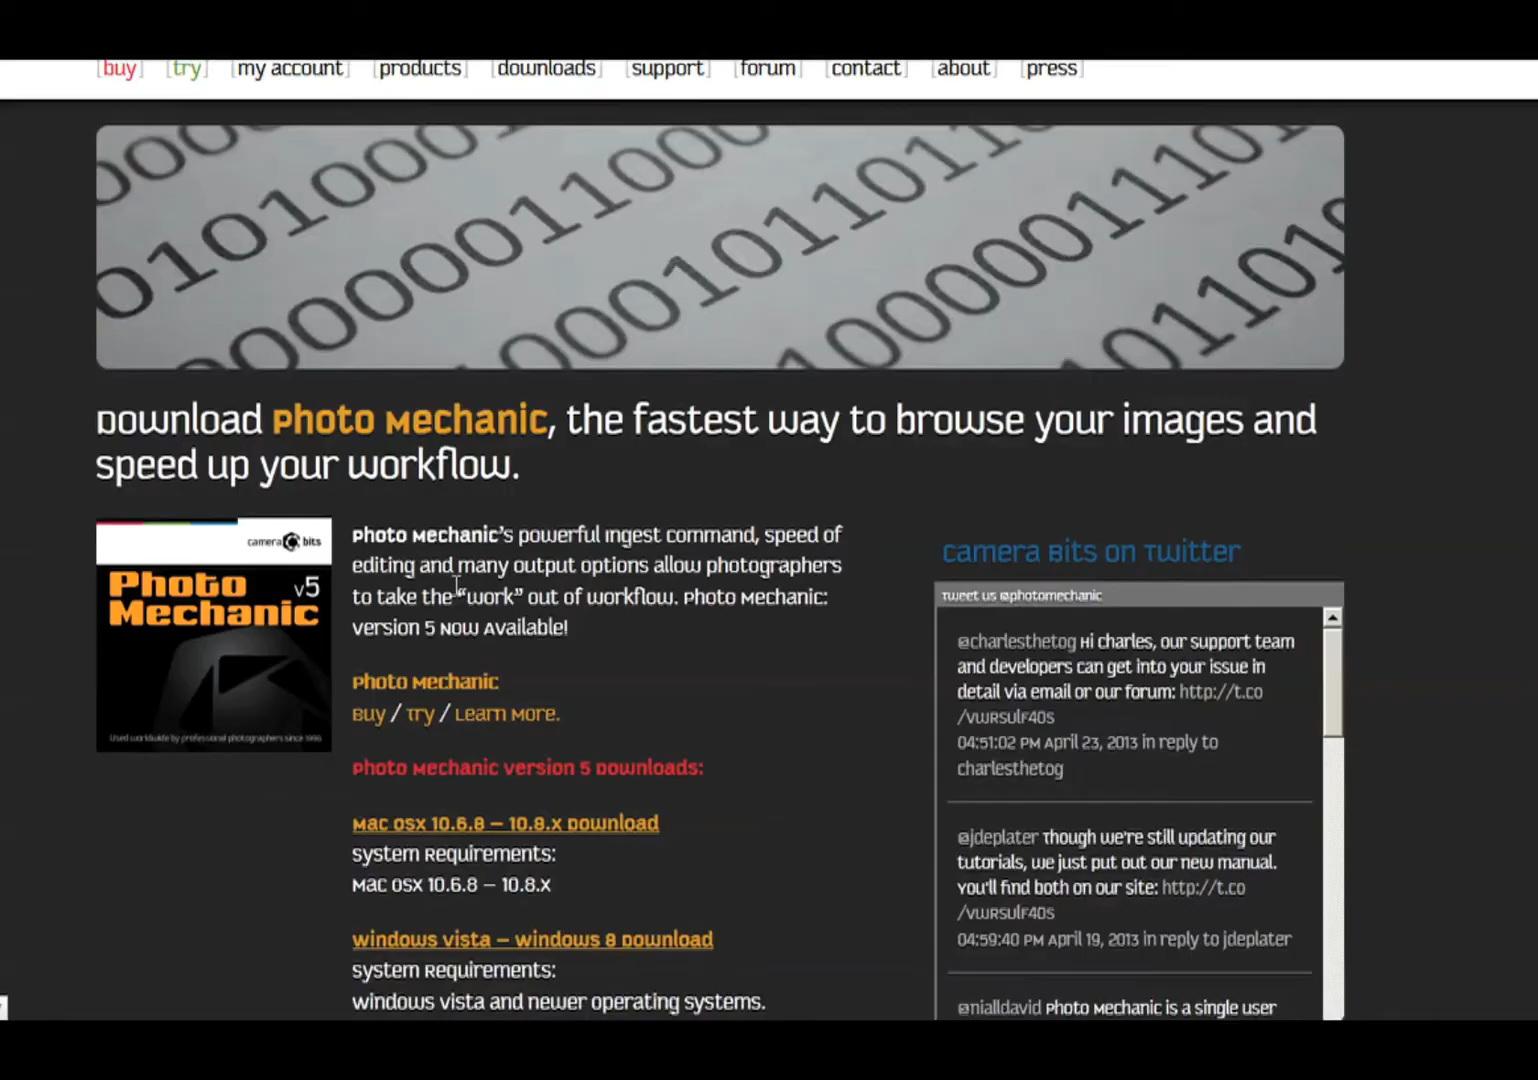 [buy] [try] [my account] [products] [downloads] [support] [forum] [contact] [about] [press]
Download Photo Mechanic, the fastest way to browse your images and
speed up your workflow.
camera bits
Photo
Mechanic v5
Used worldwide by professional photographers since 1998
Photo Mechanic's powerful Ingest command, speed of
editing and many output options allow photographers
to take the "work" out of workflow. Photo Mechanic:
version 5 Now Available!
Photo Mechanic
Buy / Try / Learn More.
Photo Mechanic version 5 Downloads:
Mac OSX 10.6.8 – 10.8.x Download
System Requirements:
Mac OSX 10.6.8 – 10.8.x
Windows Vista – Windows 8 Download
System Requirements:
Windows Vista and newer operating systems.
Camera Bits on Twitter
Tweet us @photomechanic
@charlesthetog Hi Charles, our support team
and developers can get into your issue in
detail via email or our forum: http://t.co
/VWRSUlF4DS
04:51:02 PM April 23, 2013 in reply to
charlesthetog
@jdeplater Though we're still updating our
tutorials, we just put out our new manual.
You'll find both on our site: http://t.co
/VWRSUlF4DS
04:59:40 PM April 19, 2013 in reply to jdeplater
@nialldavid Photo Mechanic is a single user